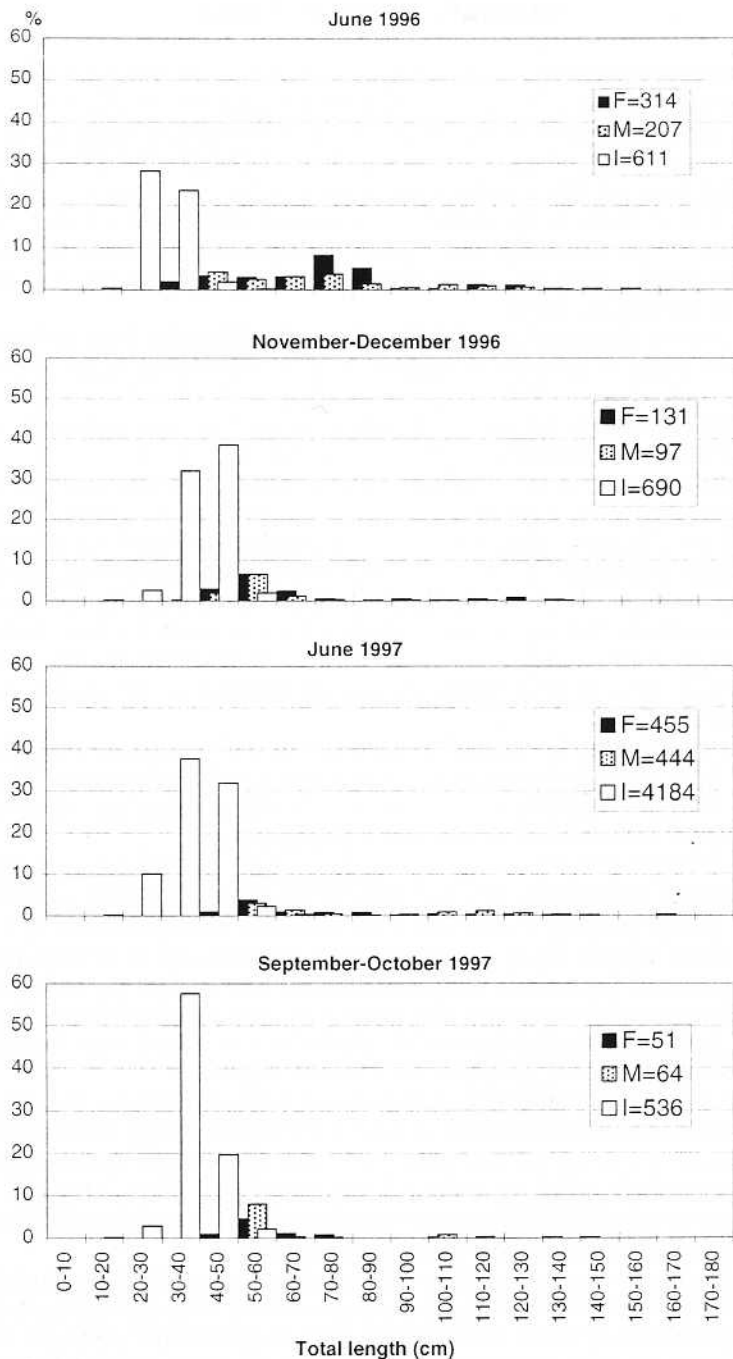 %
June 1996
60
50
40
30
20
10
0
F=314
M=207
I=611
November-December 1996
60
50
40
30
20
10
0
F=131
M=97
I=690
June 1997
60
50
40
30
20
10
0
F=455
M=444
I=4184
September-October 1997
60
50
40
30
20
10
0
F=51
M=64
I=536
0-10
10-20
20-30
30-40
40-50
50-60
60-70
70-80
80-90
90-100
100-110
110-120
120-130
130-140
140-150
150-160
160-170
170-180
Total length (cm)